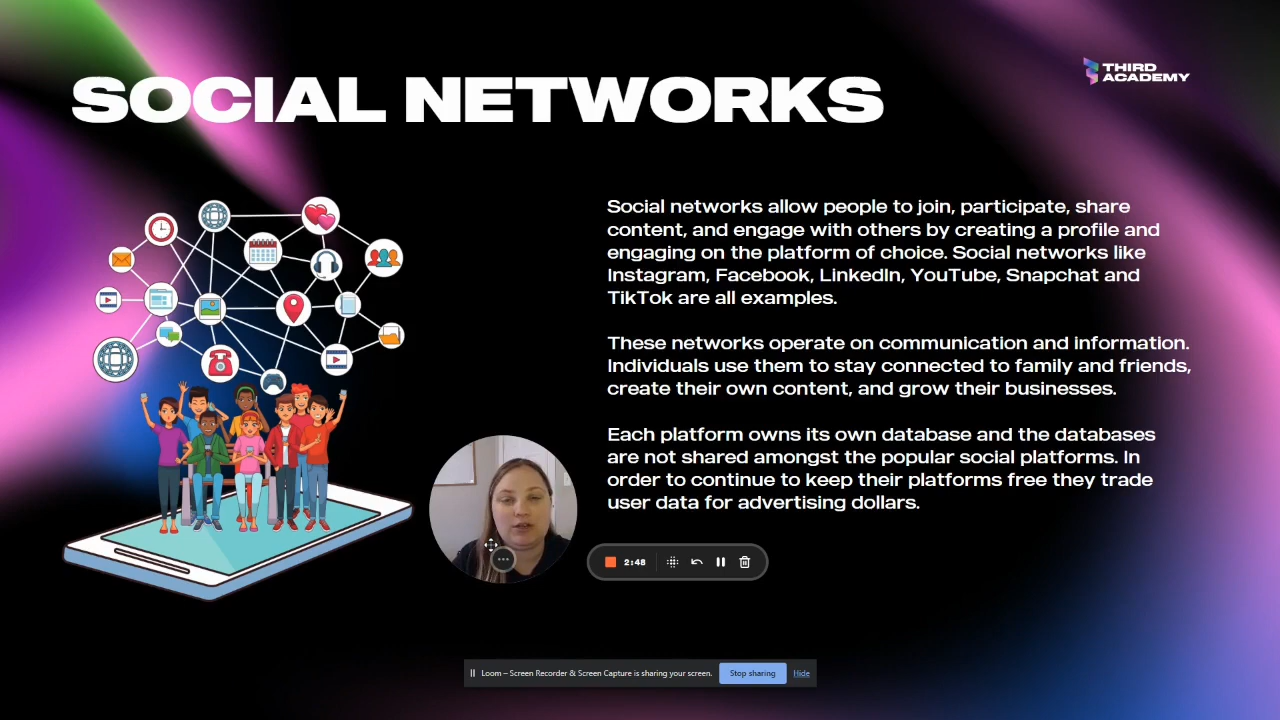 SOCIAL NETWORKS
THIRD
ACADEMY
Social networks allow people to join, participate, share
content, and engage with others by creating a profile and
engaging on the platform of choice. Social networks like
Instagram, Facebook, LinkedIn, YouTube, Snapchat and
TikTok are all examples.
These networks operate on communication and information.
Individuals use them to stay connected to family and friends,
create their own content, and grow their businesses.
Each platform owns its own database and the databases
are not shared amongst the popular social platforms. In
order to continue to keep their platforms free they trade
user data for advertising dollars.
2:48
Loom – Screen Recorder & Screen Capture is sharing your screen.
Stop sharing
Hide